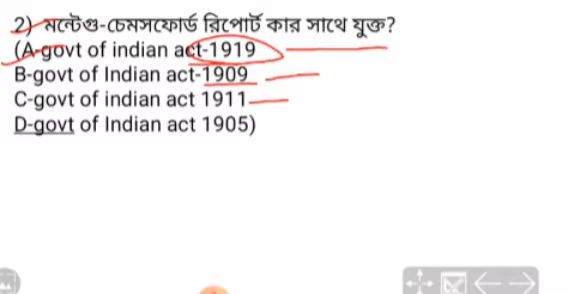 2) মন্টেগু-চেমসফোর্ড রিপোর্ট কার সাথে যুক্ত?
(A-govt of indian act-1919
B-govt of Indian act-1909
C-govt of indian act 1911
D-govt of Indian act 1905)